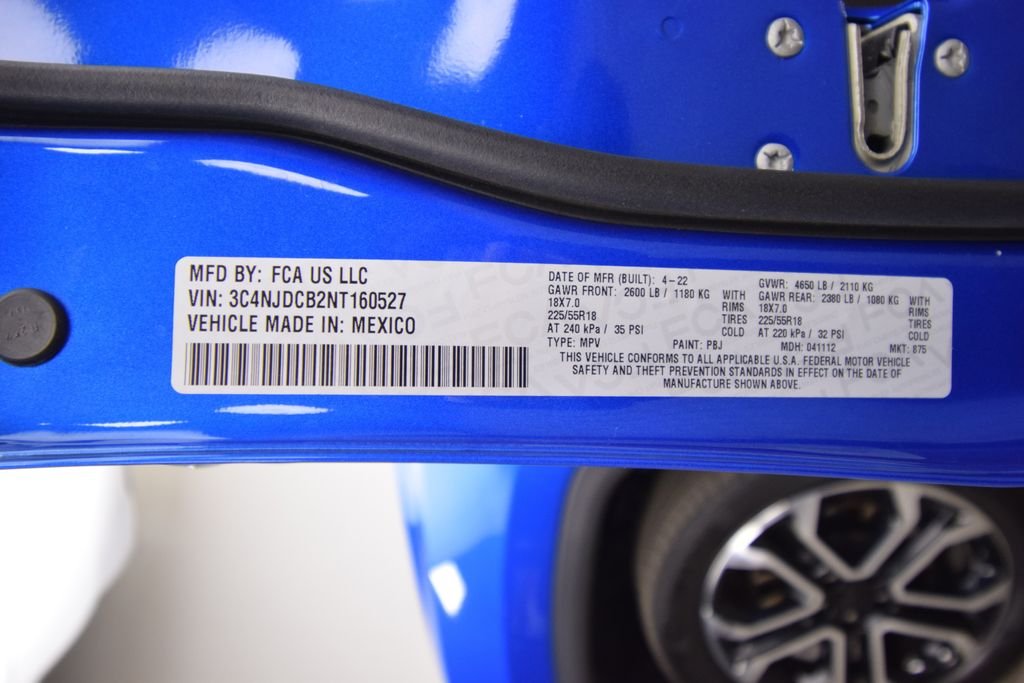 MFD BY: FCA US LLC
VIN: 3C4NJDCB2NT160527
VEHICLE MADE IN: MEXICO
DATE OF MFR (BUILT): 4-22
GAWR FRONT: 2600 LB / 1180 KG WITH
18X7.0 RIMS
225/55R18 TIRES
AT 240 kPa / 35 PSI COLD
TYPE: MPV
GVWR: 4650 LB / 2110 KG
GAWR REAR: 2380 LB / 1080 KG WITH
18X7.0 RIMS
225/55R18 TIRES
AT 220 kPa / 32 PSI COLD
PAINT: PBJ MDH: 041112 MKT: 875
THIS VEHICLE CONFORMS TO ALL APPLICABLE U.S.A. FEDERAL MOTOR VEHICLE
SAFETY AND THEFT PREVENTION STANDARDS IN EFFECT ON THE DATE OF
MANUFACTURE SHOWN ABOVE.